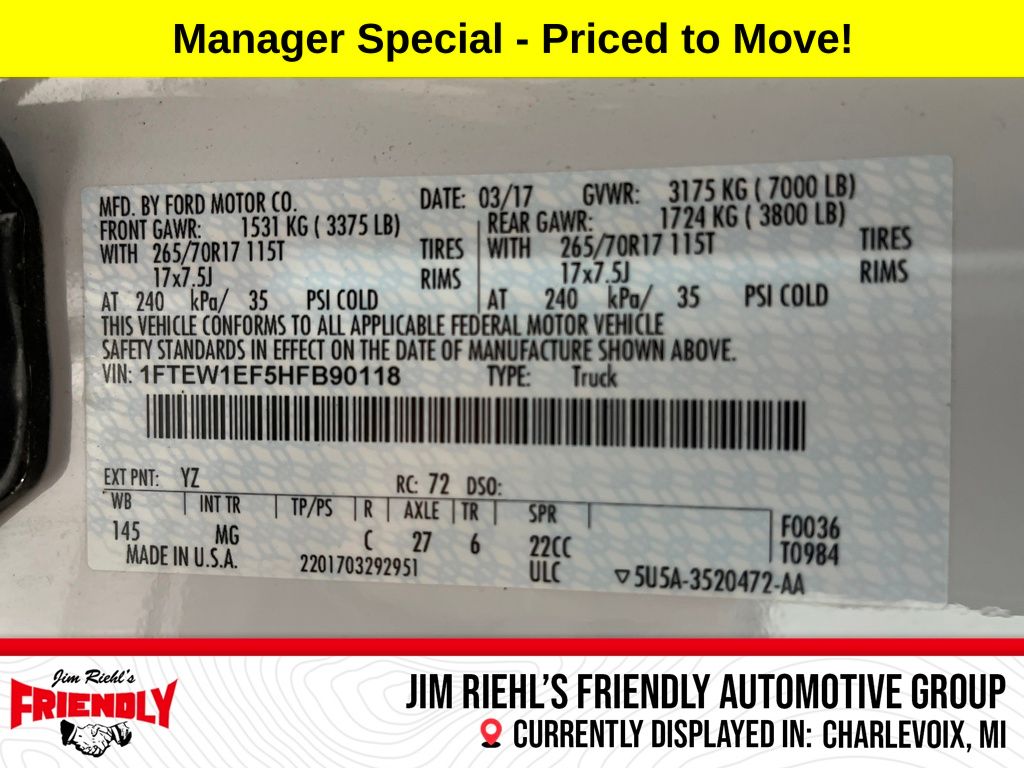 Manager Special - Priced to Move!
MFD. BY FORD MOTOR CO. DATE: 03/17 GVWR: 3175 KG ( 7000 LB)
FRONT GAWR: 1531 KG ( 3375 LB) REAR GAWR: 1724 KG ( 3800 LB)
WITH 265/70R17 115T TIRES WITH 265/70R17 115T TIRES
17x7.5J RIMS 17x7.5J RIMS
AT 240 kPa/ 35 PSI COLD AT 240 kPa/ 35 PSI COLD
THIS VEHICLE CONFORMS TO ALL APPLICABLE FEDERAL MOTOR VEHICLE
SAFETY STANDARDS IN EFFECT ON THE DATE OF MANUFACTURE SHOWN ABOVE.
VIN: 1FTEW1EF5HFB90118 TYPE: Truck
EXT PNT: YZ RC: 72 DSO:
WB INT TR TP/PS R AXLE TR SPR
145 MG C 27 6 22CC F0036
T0984
MADE IN U.S.A. 2201703292951 ULC ▽5U5A-3520472-AA
Jim Riehl's
FRIENDLY
JIM RIEHL'S FRIENDLY AUTOMOTIVE GROUP
CURRENTLY DISPLAYED IN: CHARLEVOIX, MI